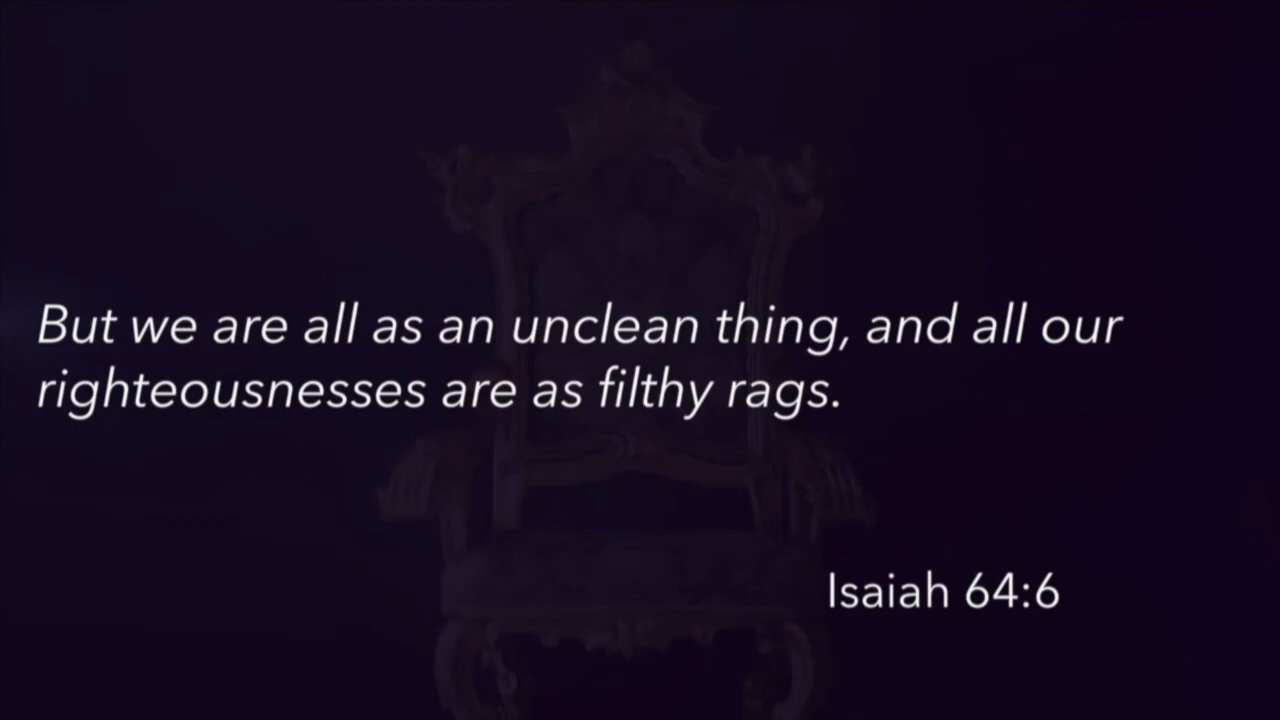 But we are all as an unclean thing, and all our
righteousnesses are as filthy rags.
Isaiah 64:6